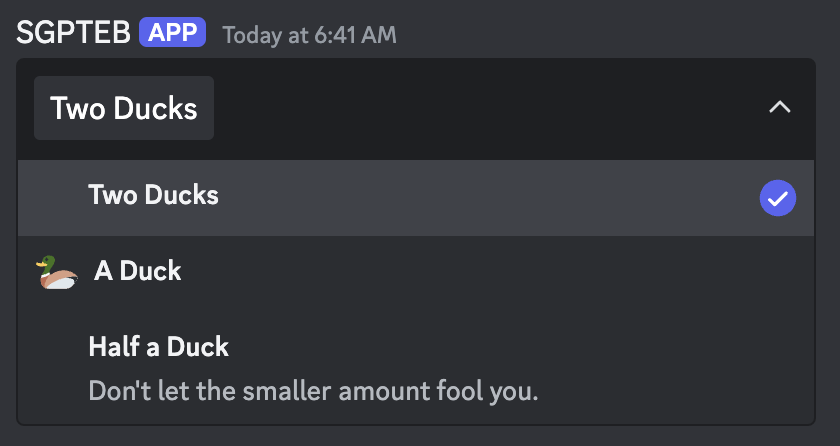 SGPTEB APP Today at 6:41 AM
Two Ducks
Two Ducks
A Duck
Half a Duck
Don't let the smaller amount fool you.